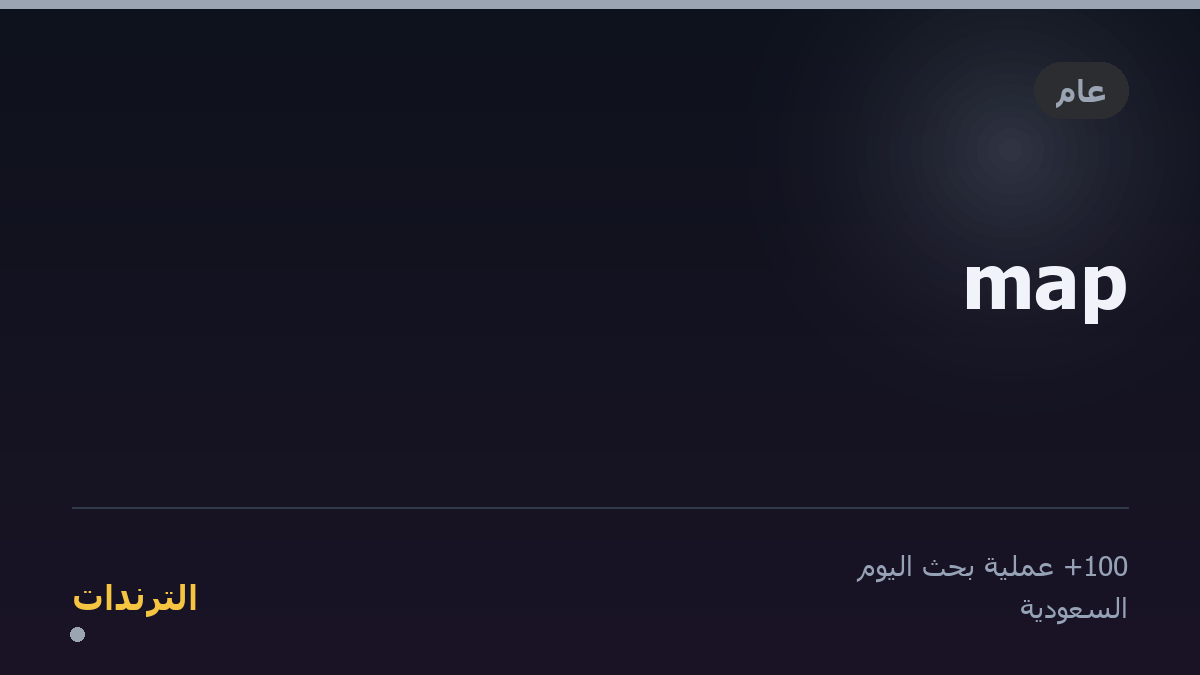 عام
map
100+ عملية بحث اليوم
السعودية
الترندات